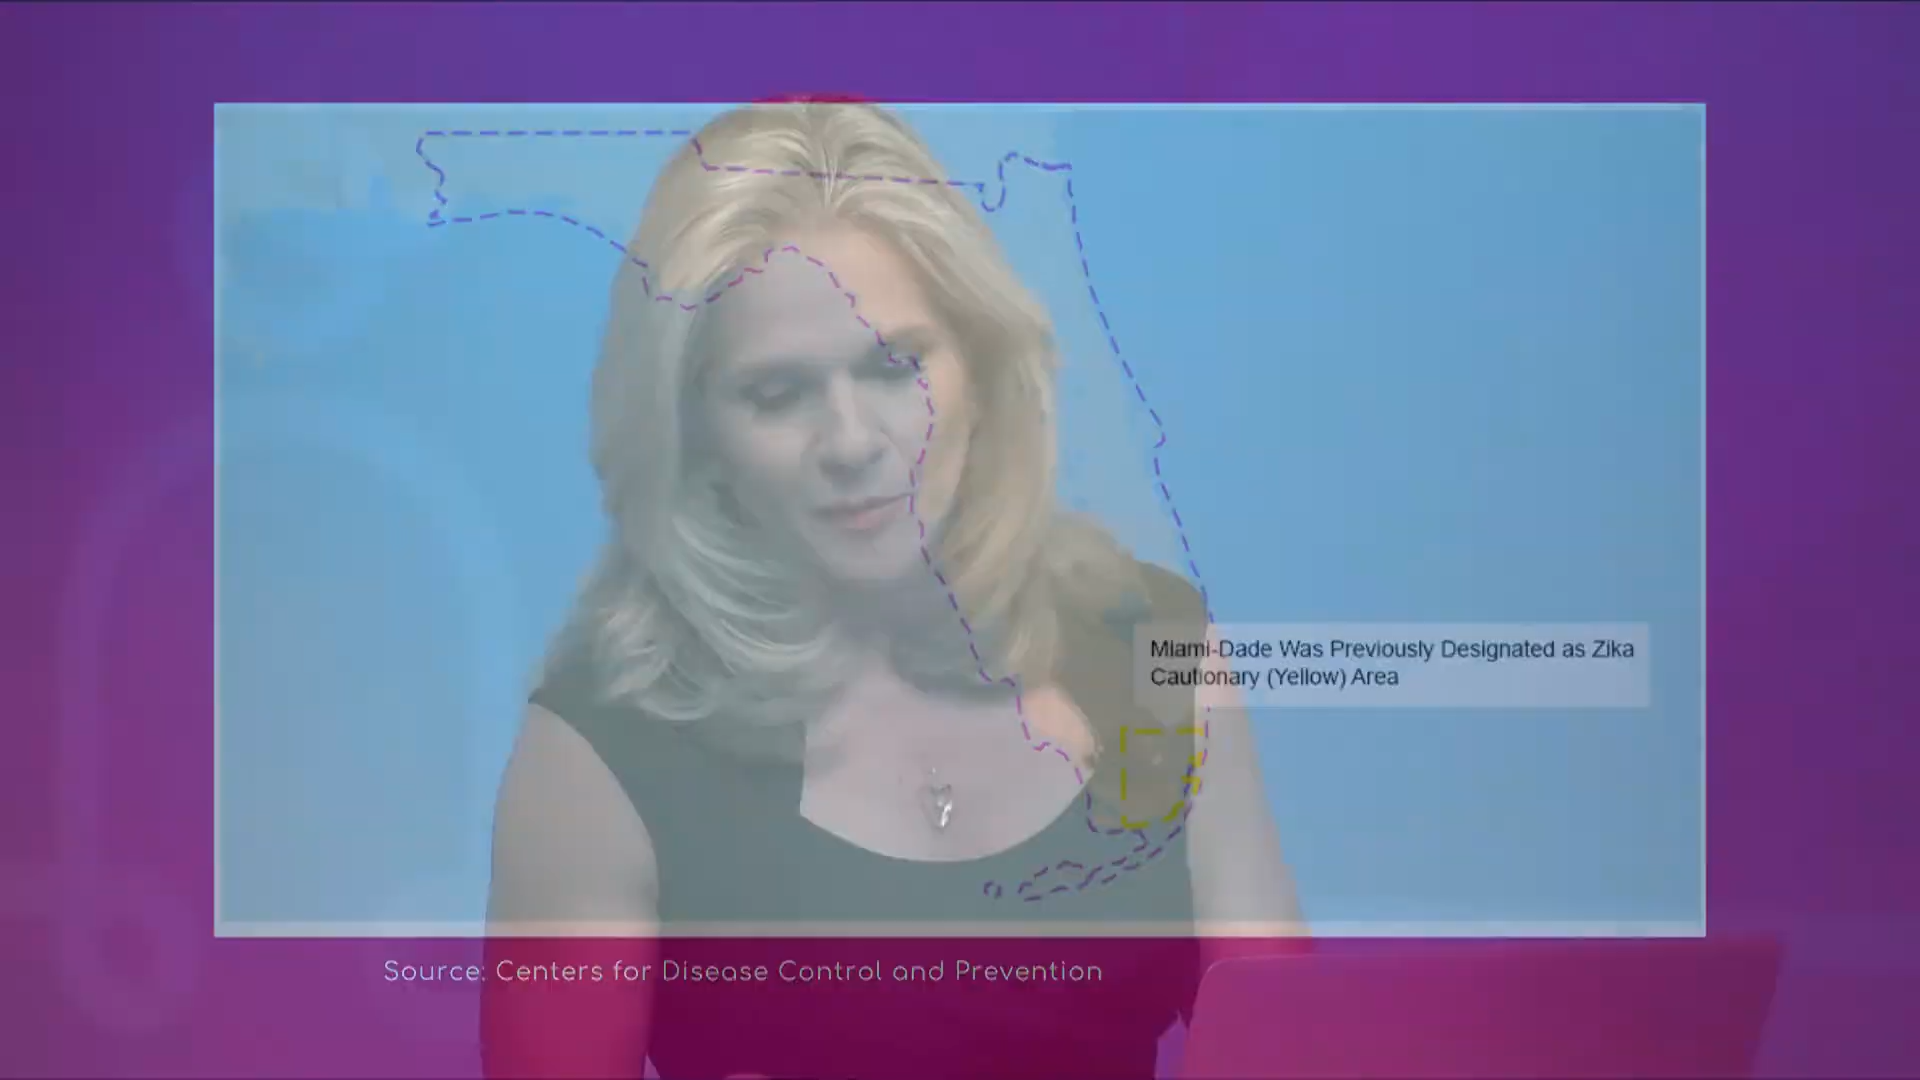 Miami-Dade Was Previously Designated as Zika
Cautionary (Yellow) Area
Source: Centers for Disease Control and Prevention